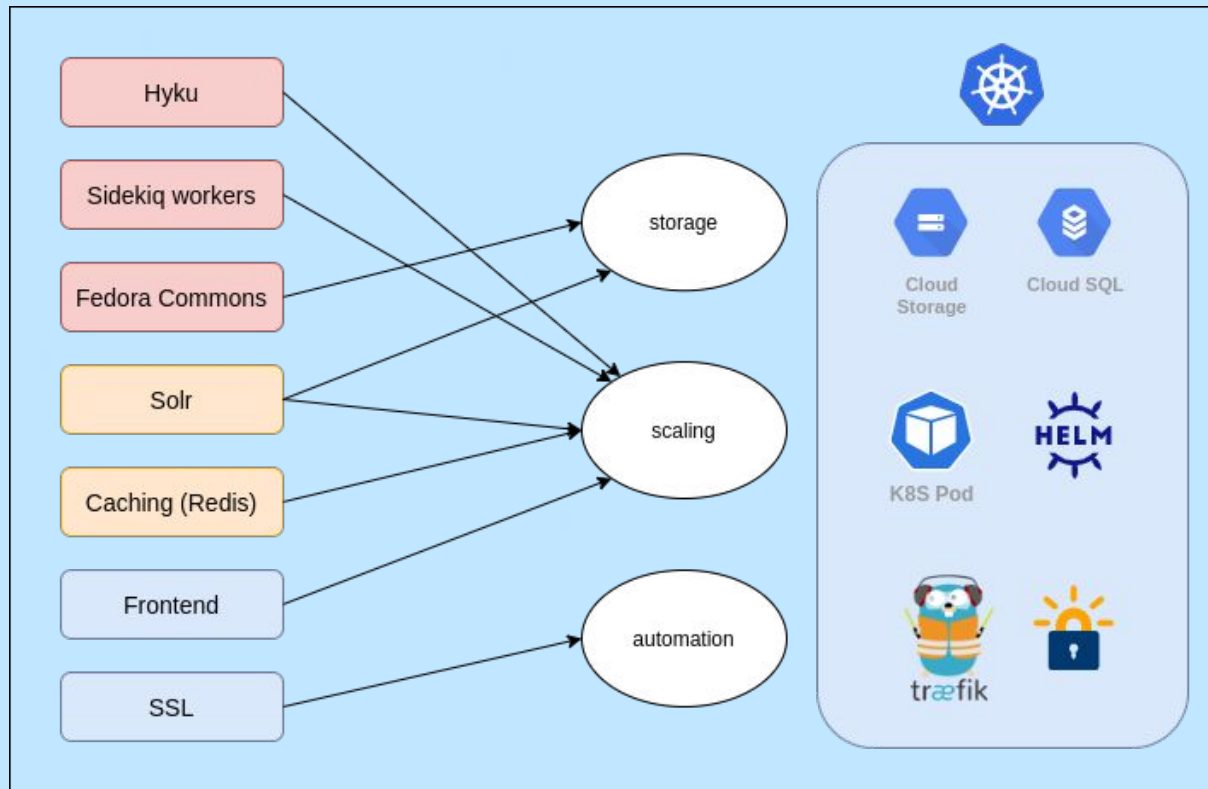 Hyku
Sidekiq workers
Fedora Commons
Solr
Caching (Redis)
Frontend
SSL
storage
scaling
automation
Cloud
Storage
Cloud SQL
K8S Pod
HELM
træfik